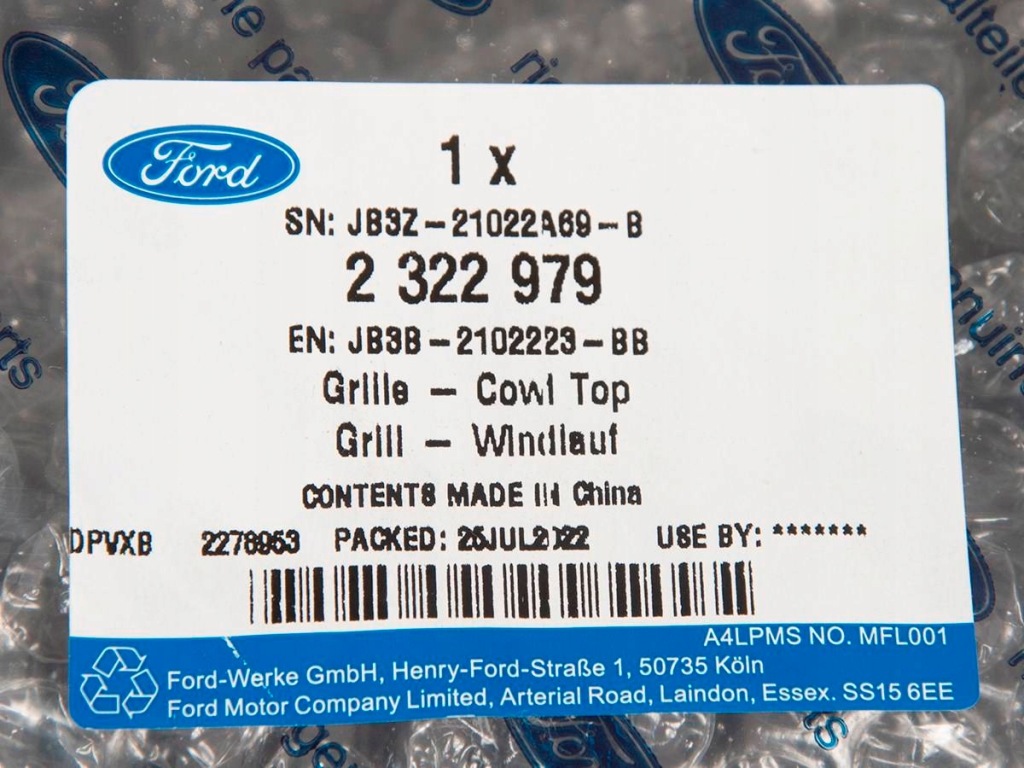 Ford
1 x
SN: JB3Z-21022A69-B
2 322 979
EN: JB3B-2102223-BB
Grille - Cowl Top
Grill - Windlauf
CONTENTS MADE IN China
DPVXB 2278953 PACKED: 25JUL2022 USE BY: *******
A4LPMS NO. MFL001
Ford-Werke GmbH, Henry-Ford-Straße 1, 50735 Köln
Ford Motor Company Limited, Arterial Road, Laindon, Essex. SS15 6EE